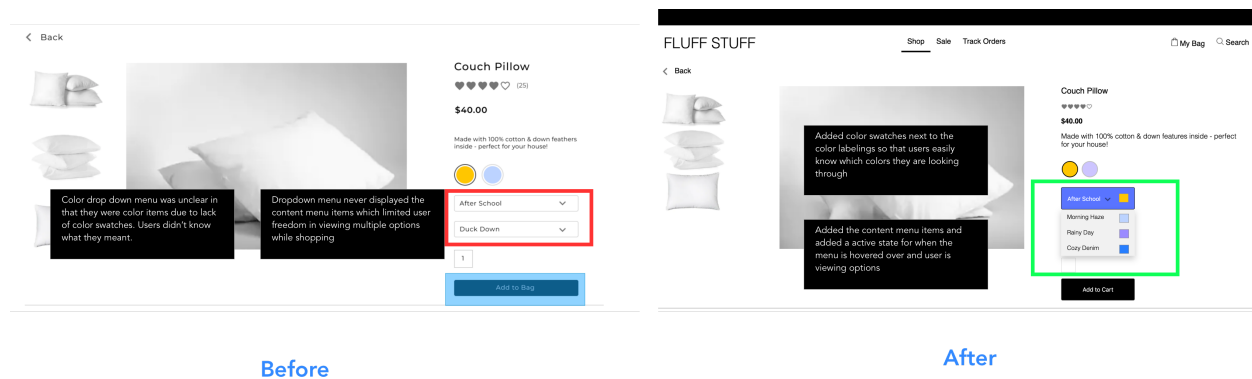 Back
Couch Pillow
(25)
$40.00
Made with 100% cotton & down feathers
inside - perfect for your house!
Color drop down menu was unclear in
that they were color items due to lack
of color swatches. Users didn't know
what they meant.
Dropdown menu never displayed the
content menu items which limited user
freedom in viewing multiple options
while shopping
After School
Duck Down
1
Add to Bag
Before
FLUFF STUFF
Shop Sale Track Orders
My Bag Search
Back
Couch Pillow
$40.00
Made with 100% cotton & down features inside - perfect
for your house!
Added color swatches next to the
color labelings so that users easily
know which colors they are looking
through
Added the content menu items and
added a active state for when the
menu is hovered over and user is
viewing options
After School
Morning Haze
Rainy Day
Cozy Denim
Add to Cart
After